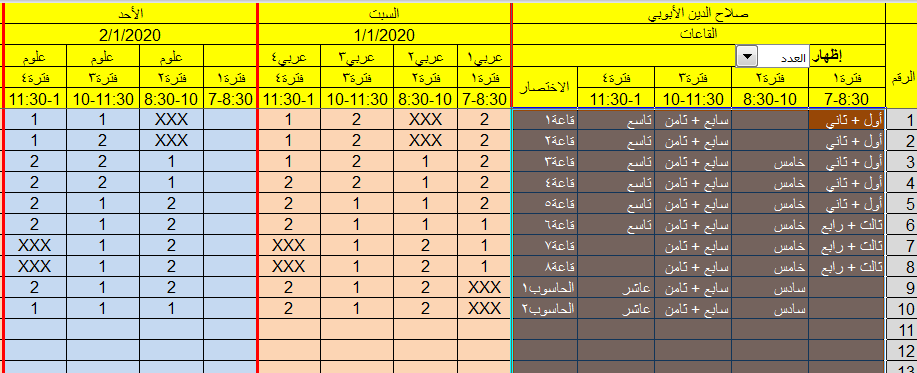 صلاح الدين الأيوبي السبت الأحد
القاعات 1/1/2020 2/1/2020
إظهار العدد عربي١ عربي٢ عربي٣ عربي٤ علوم علوم علوم
الرقم فترة١ فترة٢ فترة٣ فترة٤ الاختصار فترة١ فترة٢ فترة٣ فترة٤ فترة١ فترة٢ فترة٣ فترة٤
7-8:30 8:30-10 10-11:30 11:30-1 7-8:30 8:30-10 10-11:30 11:30-1 7-8:30 8:30-10 10-11:30 11:30-1
1 أول + ثاني سابع + ثامن تاسع قاعة١ 2 XXX 2 1 XXX 1 1
2 أول + ثاني سابع + ثامن تاسع قاعة٢ 2 XXX 2 1 XXX 2 1
3 أول + ثاني خامس سابع + ثامن تاسع قاعة٣ 2 1 2 1 1 2 2
4 أول + ثاني خامس سابع + ثامن تاسع قاعة٤ 2 1 2 2 1 2 2
5 أول + ثاني خامس سابع + ثامن تاسع قاعة٥ 2 1 1 2 2 1 2
6 ثالث + رابع خامس سابع + ثامن تاسع قاعة٦ 1 1 1 2 2 1 2
7 ثالث + رابع خامس سابع + ثامن قاعة٧ 1 2 1 XXX 2 1 XXX
8 ثالث + رابع خامس سابع + ثامن قاعة٨ 1 2 1 XXX 2 1 XXX
9 سادس سابع + ثامن عاشر الحاسوب١ XXX 2 1 2 2 1 2
10 سادس سابع + ثامن عاشر الحاسوب٢ XXX 2 1 2 1 1 1
11
12
13